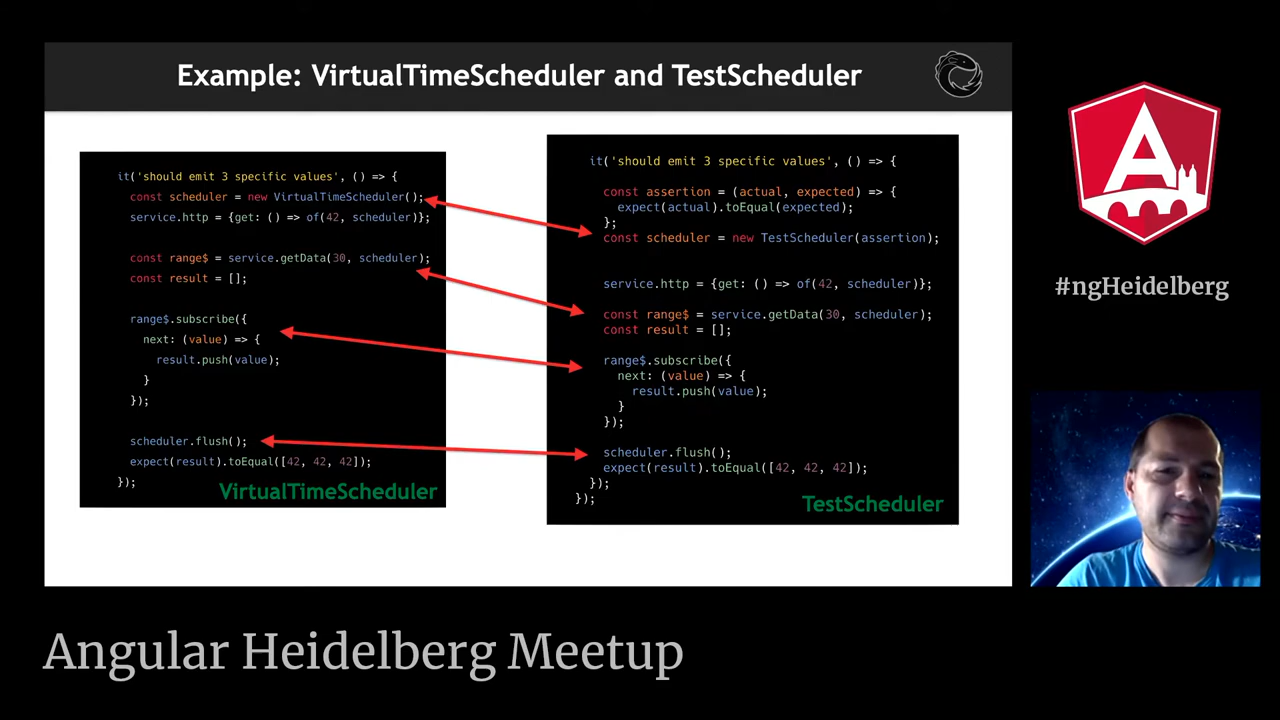 Example: VirtualTimeScheduler and TestScheduler
it('should emit 3 specific values', () => {
const scheduler = new VirtualTimeScheduler();
service.http = {get: () => of(42, scheduler)};
const range$ = service.getData(30, scheduler);
const result = [];
range$.subscribe({
next: (value) => {
result.push(value);
}
});
scheduler.flush();
expect(result).toEqual([42, 42, 42]);
});
VirtualTimeScheduler
it('should emit 3 specific values', () => {
const assertion = (actual, expected) => {
expect(actual).toEqual(expected);
};
const scheduler = new TestScheduler(assertion);
service.http = {get: () => of(42, scheduler)};
const range$ = service.getData(30, scheduler);
const result = [];
range$.subscribe({
next: (value) => {
result.push(value);
}
});
scheduler.flush();
expect(result).toEqual([42, 42, 42]);
});
});
TestScheduler
A
#ngHeidelberg
Angular Heidelberg Meetup